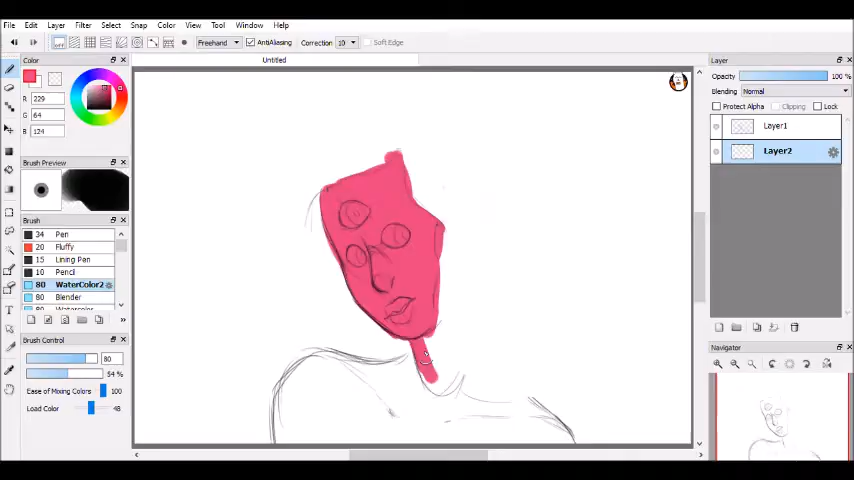 File Edit Layer Filter Select Snap Color View Tool Window Help
OFF Freehand AntiAliasing Correction 10 Soft Edge
Color
Untitled
Layer
R 229
G 64
B 124
Opacity 100 %
Blending Normal
Protect Alpha Clipping Lock
Layer1
Layer2
Brush Preview
Brush
34 Pen
20 Fluffy
15 Lining Pen
10 Pencil
80 WaterColor2
80 Blender
Brush Control
80
54 %
Ease of Mixing Colors 100
Load Color 48
Navigator